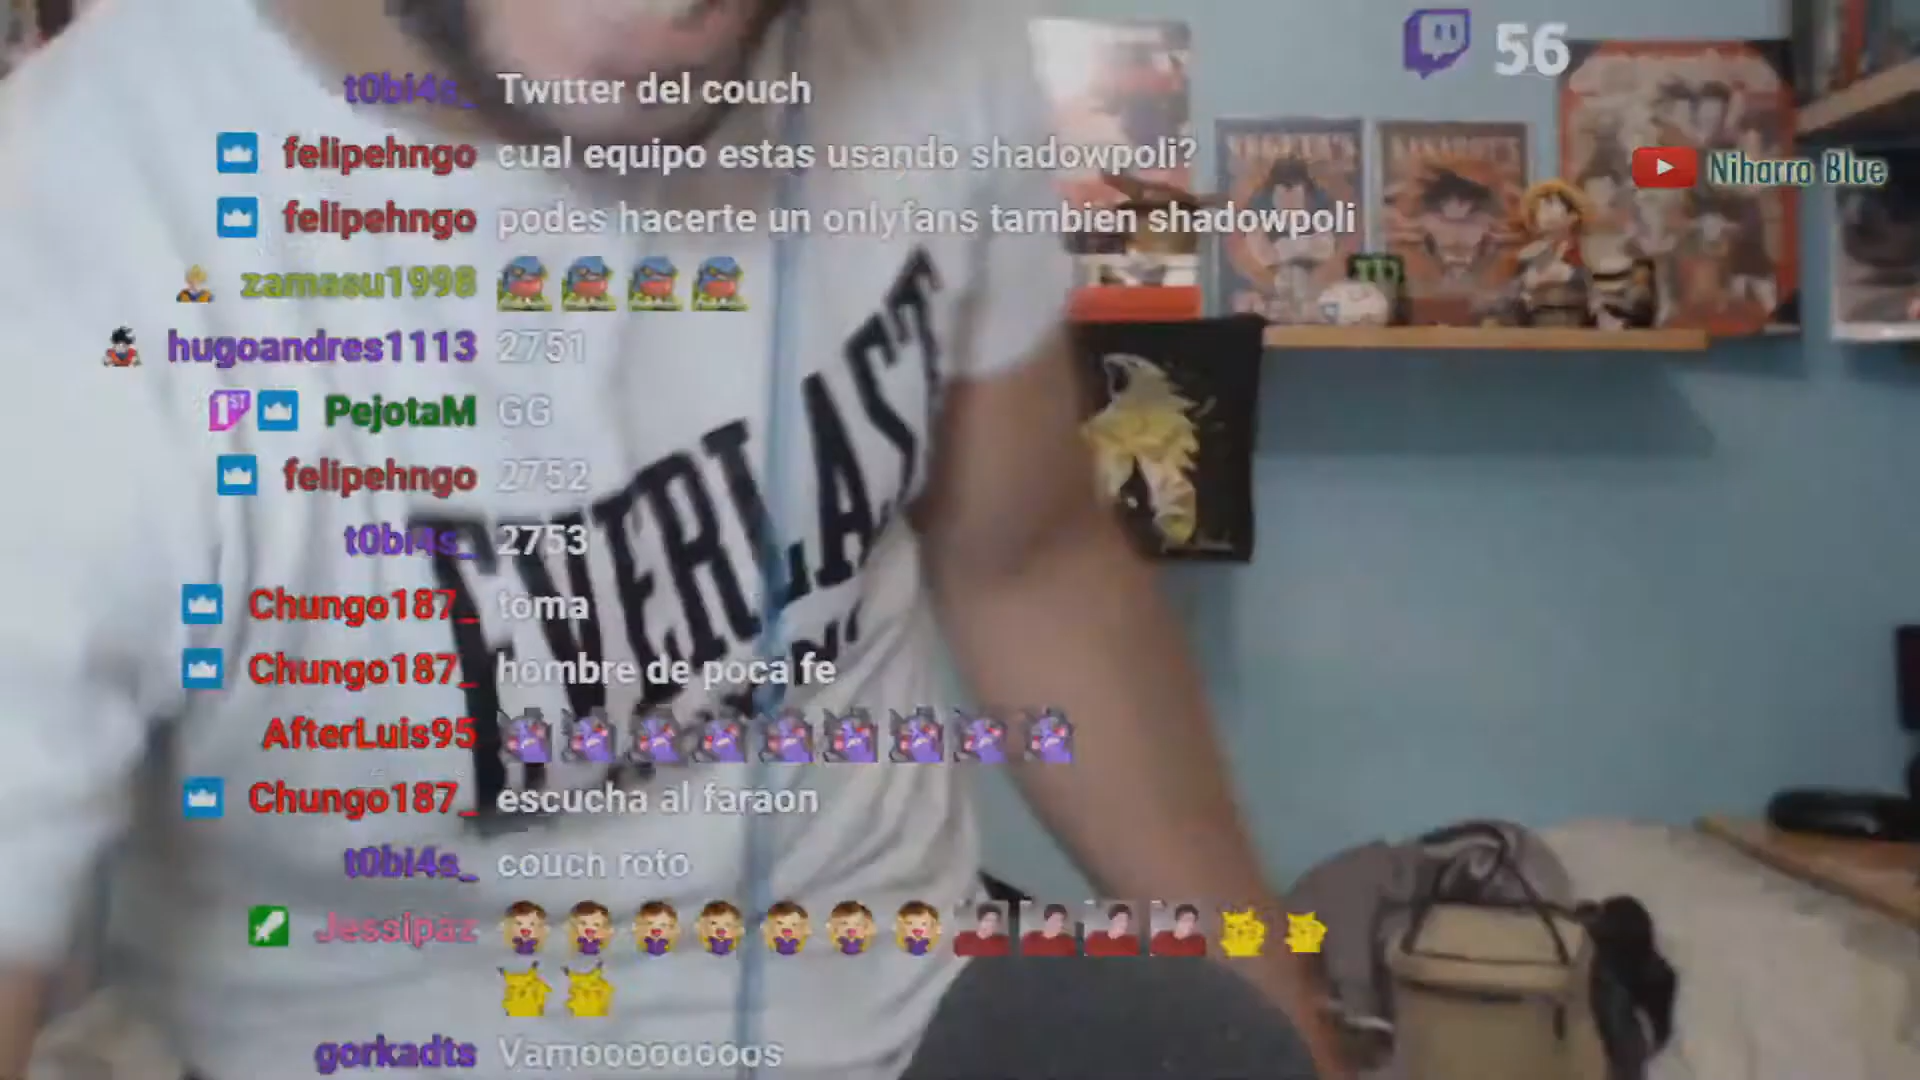 56
t0bi4s_ Twitter del couch
felipehngo cual equipo estas usando shadowpoli?
Niharra Blue
felipehngo podes hacerte un onlyfans tambien shadowpoli
zamasu1998
hugoandres1113 2751
1ST PejotaM GG
felipehngo 2752
t0bi4s_ 2753
EVERLAST
Chungo187_ toma
Chungo187_ hombre de poca fe
AfterLuis95
Chungo187_ escucha al faraon
t0bi4s_ couch roto
Jessipaz
gorkadts Vamooooooooos